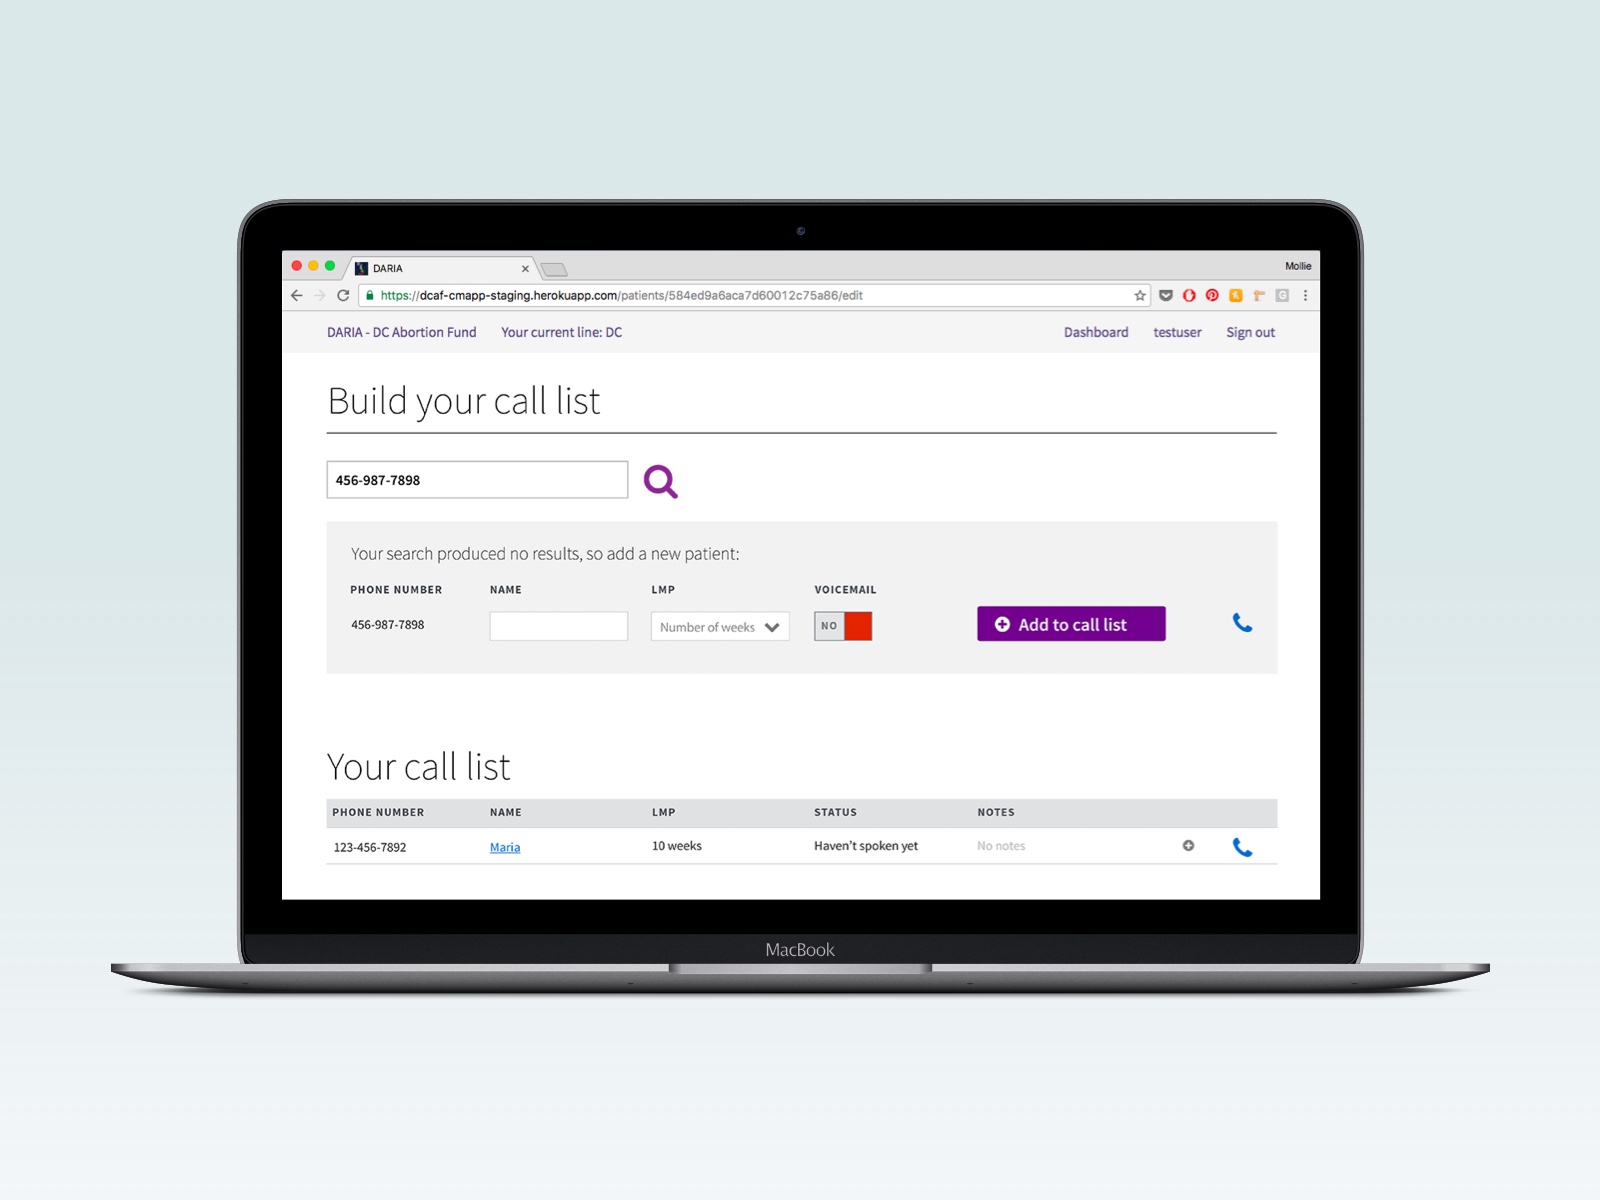 DARIA
Mollie
https://dcaf-cmapp-staging.herokuapp.com/patients/584ed9a6aca7d60012c75a86/edit
G
DARIA - DC Abortion Fund Your current line: DC Dashboard testuser Sign out
Build your call list
456-987-7898
Your search produced no results, so add a new patient:
PHONE NUMBER NAME LMP VOICEMAIL
456-987-7898 Number of weeks NO Add to call list
Your call list
PHONE NUMBER NAME LMP STATUS NOTES
123-456-7892 Maria 10 weeks Haven't spoken yet No notes
MacBook